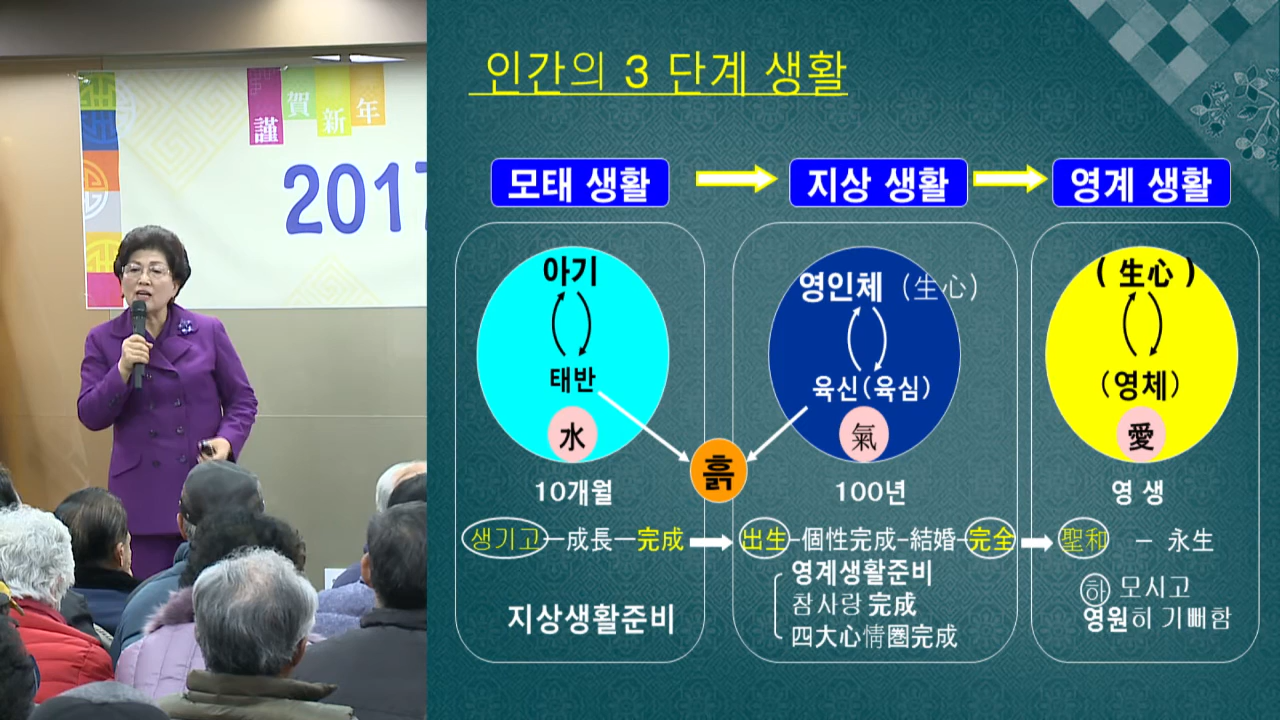 謹賀新年
2017
인간의 3 단계 생활
모태 생활
지상 생활
영계 생활
아기
태반
水
영인체 (生心)
육신(육심)
氣
( 生心 )
(영체)
愛
흙
10개월
100년
영 생
생기고―成長―完成
出生-個性完成-結婚-完全
聖和 ― 永生
지상생활준비
영계생활준비
참사랑 完成
四大心情圈完成
하 모시고
영원히 기뻐함